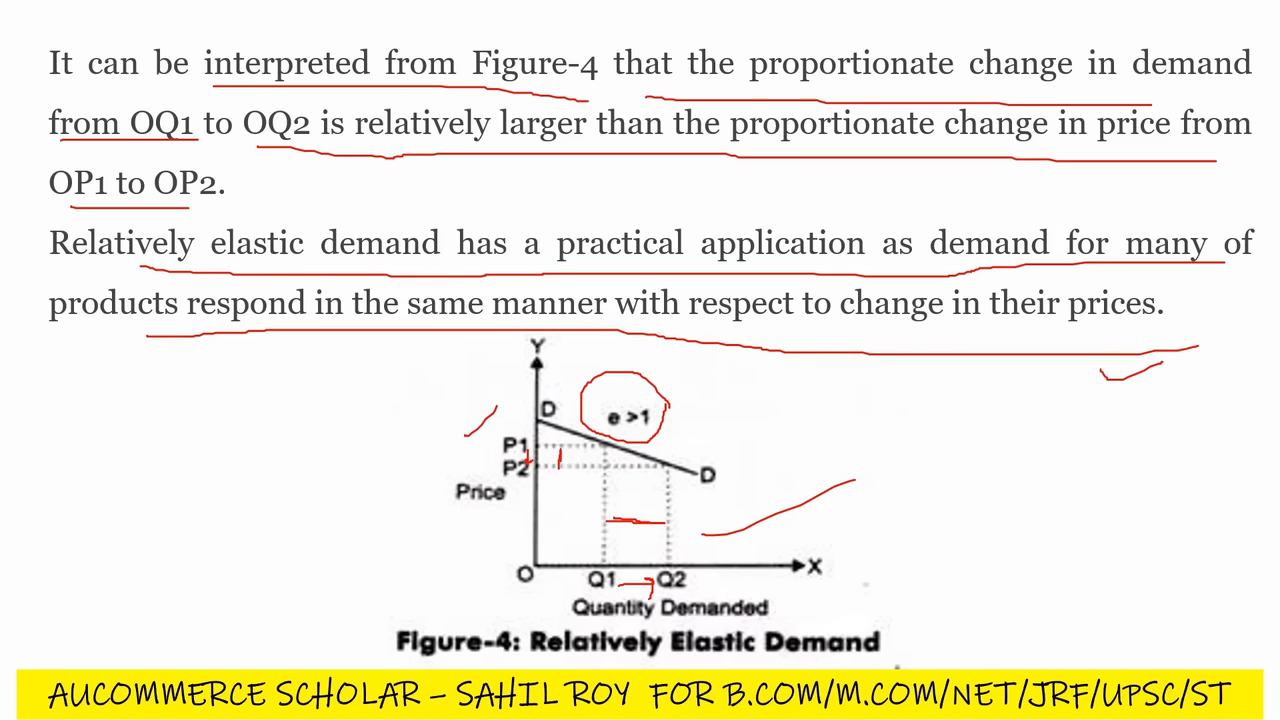 It can be interpreted from Figure-4 that the proportionate change in demand
from OQ1 to OQ2 is relatively larger than the proportionate change in price from
OP1 to OP2.
Relatively elastic demand has a practical application as demand for many of
products respond in the same manner with respect to change in their prices.
Y
D
e >1
P1
P2
D
Price
O
Q1
Q2
X
Quantity Demanded
Figure-4: Relatively Elastic Demand
AUCOMMERCE SCHOLAR – SAHIL ROY FOR B.COM/M.COM/NET/JRF/UPSC/ST